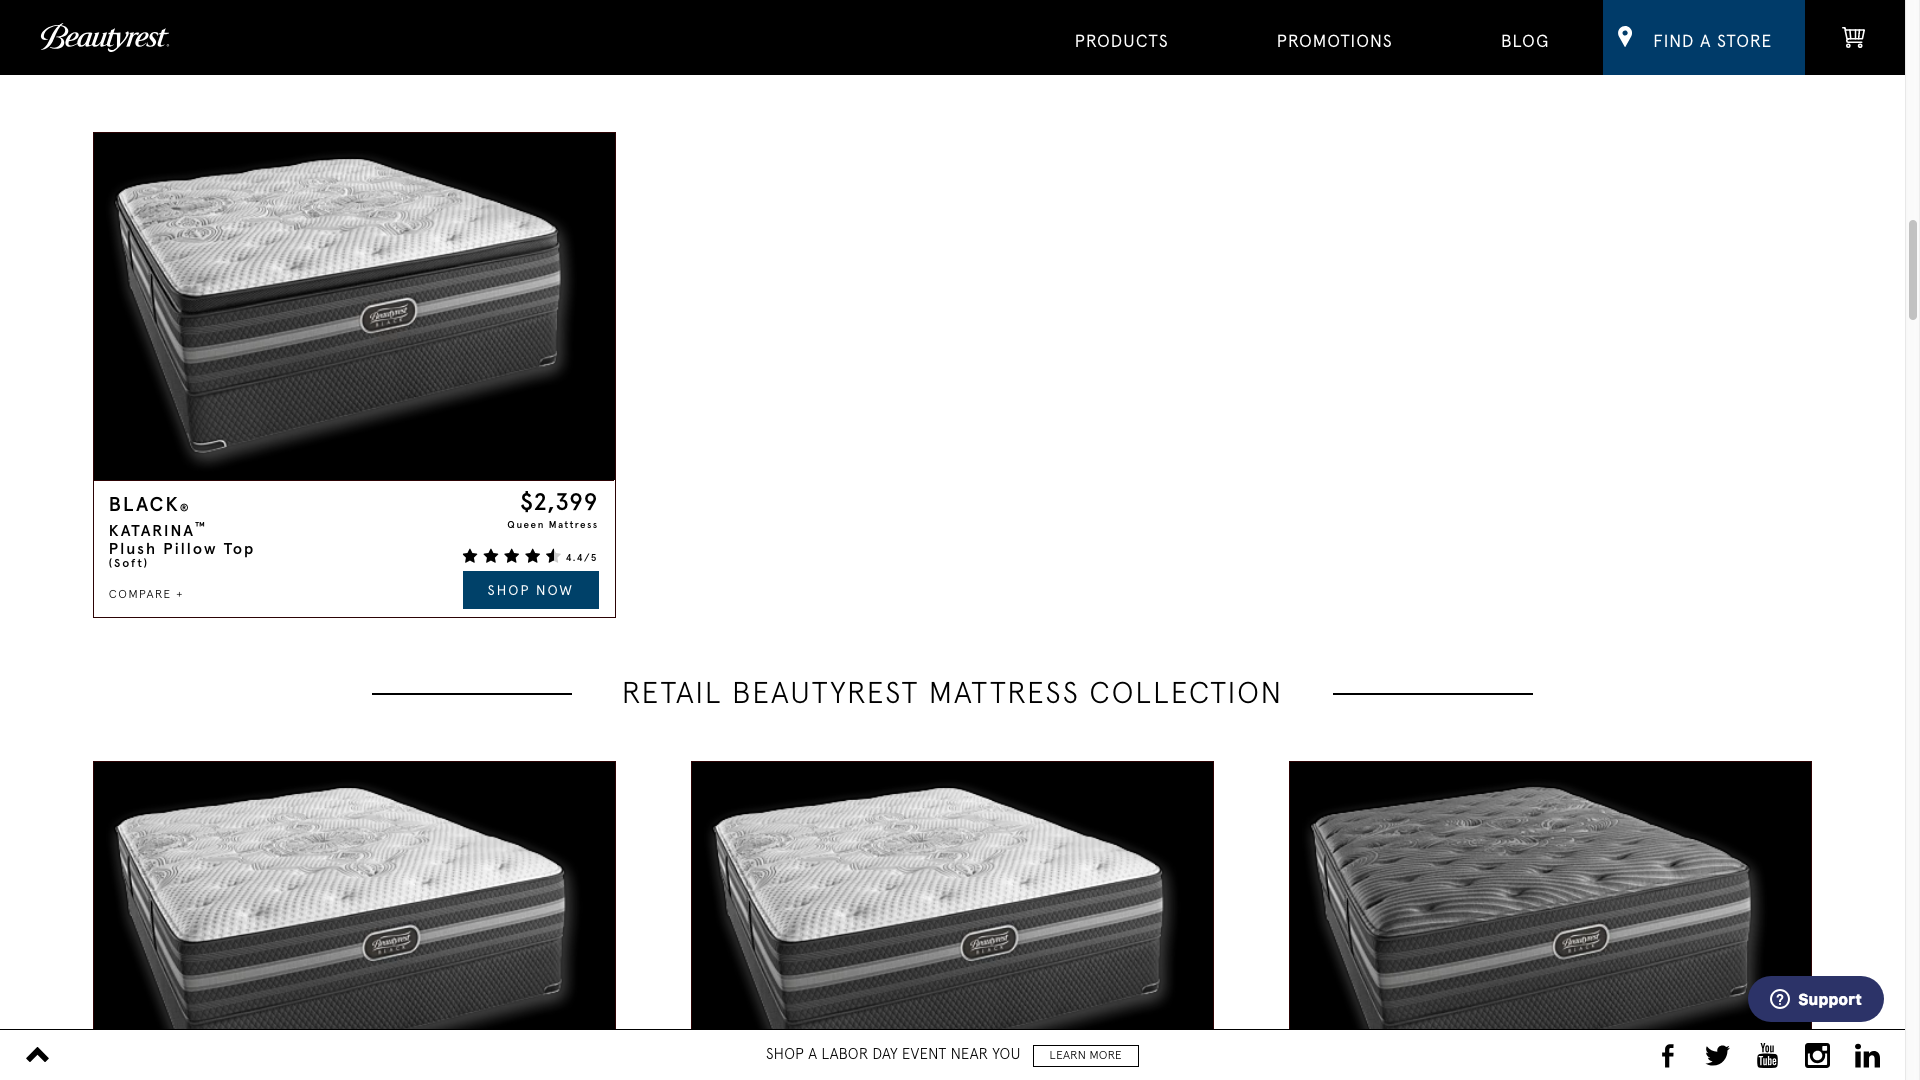 Beautyrest
PRODUCTS
PROMOTIONS
BLOG
FIND A STORE
Beautyrest
BLACK
BLACK®
$2,399
Queen Mattress
KATARINA™
Plush Pillow Top
(Soft)
4.4/5
COMPARE +
SHOP NOW
RETAIL BEAUTYREST MATTRESS COLLECTION
Beautyrest
BLACK
Beautyrest
BLACK
Beautyrest
BLACK
Support
SHOP A LABOR DAY EVENT NEAR YOU
LEARN MORE
You
Tube